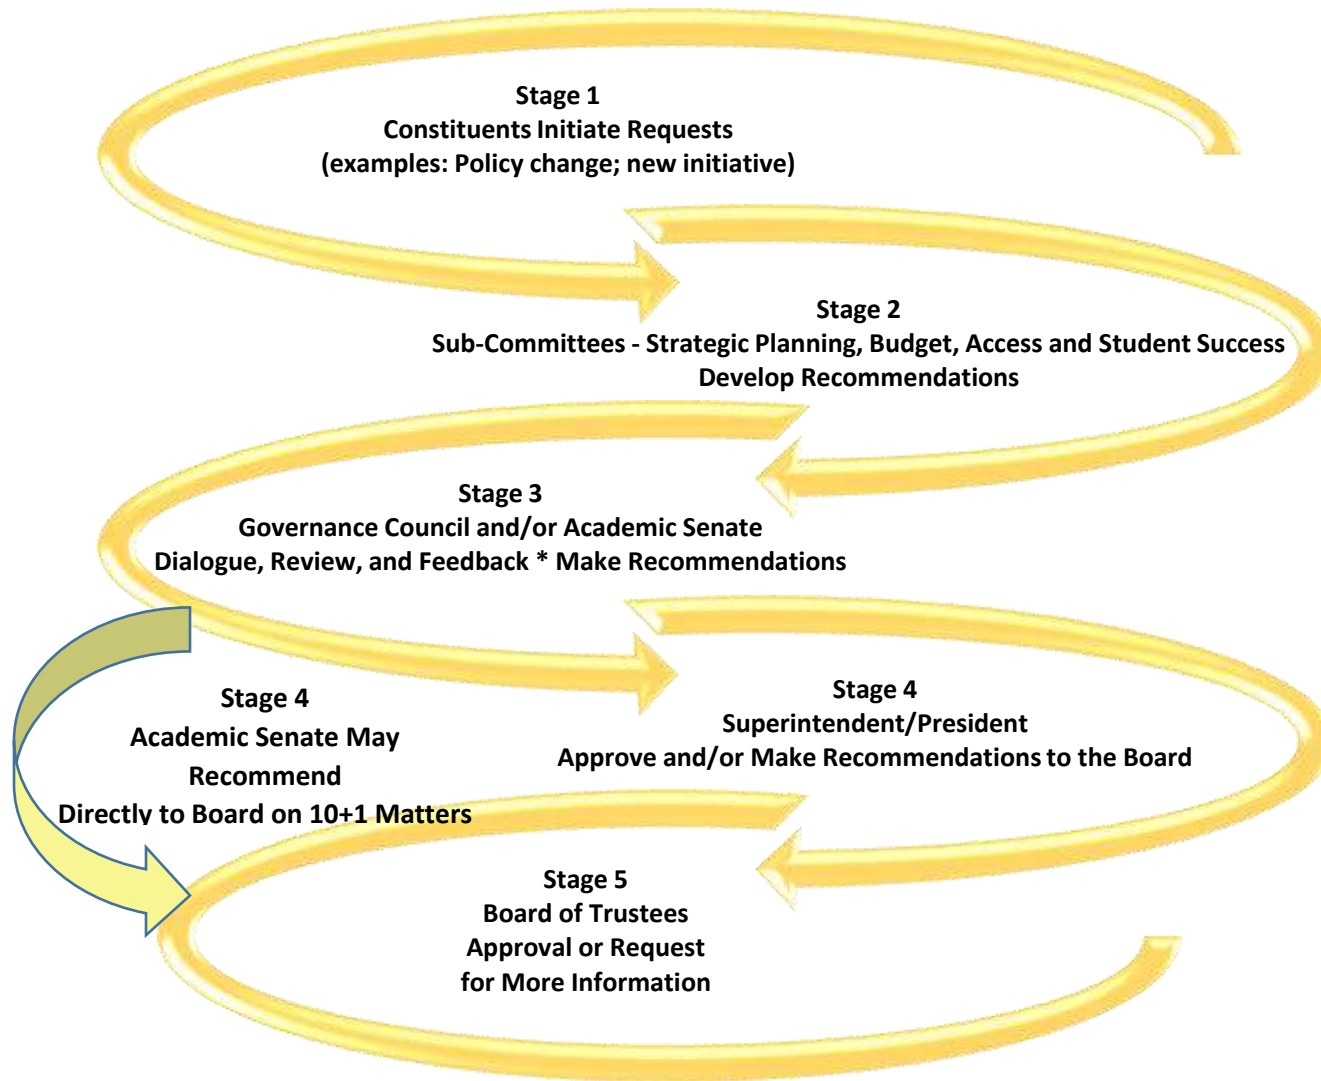 Stage 1
Constituents Initiate Requests
(examples: Policy change; new initiative)
Stage 2
Sub-Committees - Strategic Planning, Budget, Access and Student Success
Develop Recommendations
Stage 3
Governance Council and/or Academic Senate
Dialogue, Review, and Feedback * Make Recommendations
Stage 4
Academic Senate May
Recommend
Directly to Board on 10+1 Matters
Stage 4
Superintendent/President
Approve and/or Make Recommendations to the Board
Stage 5
Board of Trustees
Approval or Request
for More Information